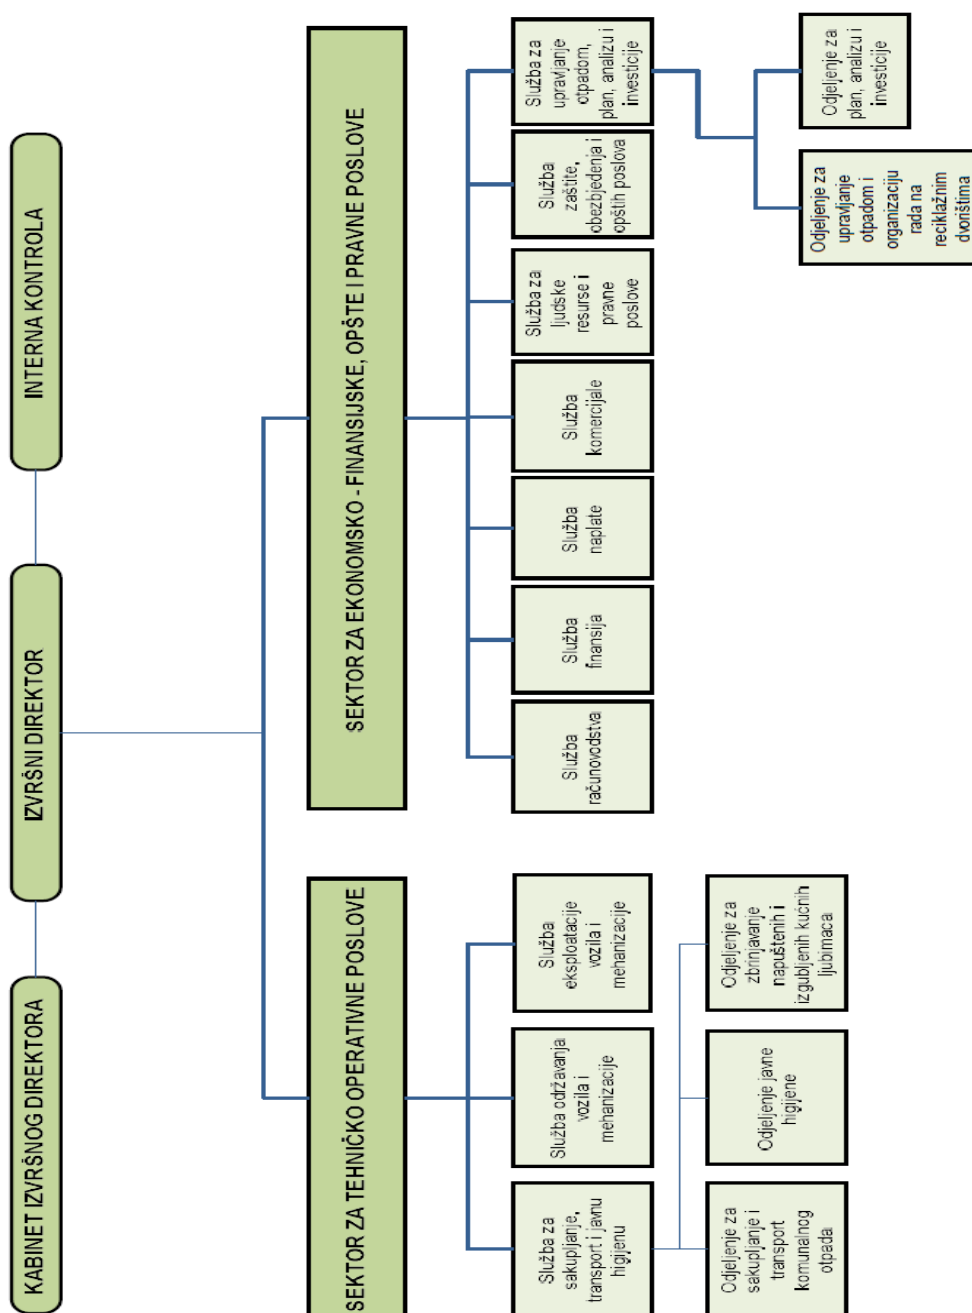 KABINET IZVRŠNOG DIREKTORA
IZVRŠNI DIREKTOR
INTERNA KONTROLA
SEKTOR ZA TEHNIČKO OPERATIVNE POSLOVE
SEKTOR ZA EKONOMSKO - FINANSIJSKE, OPŠTE I PRAVNE POSLOVE
Služba za
sakupljanje,
transport i javnu
higijenu
Služba održavanja
vozila i
mehanizacije
Služba
eksploatacije
vozila i
mehanizacije
Služba
računovodstva
Služba
finansija
Služba
naplate
Služba
komercijale
Služba za
ljudske
resurse i
pravne
poslove
Služba
zaštite,
obezbjeđenja i
opštih poslova
Služba za
upravljanje
otpadom,
plan, analizu i
investicije
Odjeljenje za
sakupljanje i
transport
komunalnog
otpada
Odjeljenje javne
higijene
Odjeljenje za
zbrinjavanje
napuštenih i
izgubljenih kućnih
ljubimaca
Odjeljenje za
upravljanje
otpadom i
organizaciju
rada na
reciklažnim
dvorištima
Odjeljenje za
plan, analizu i
investicije